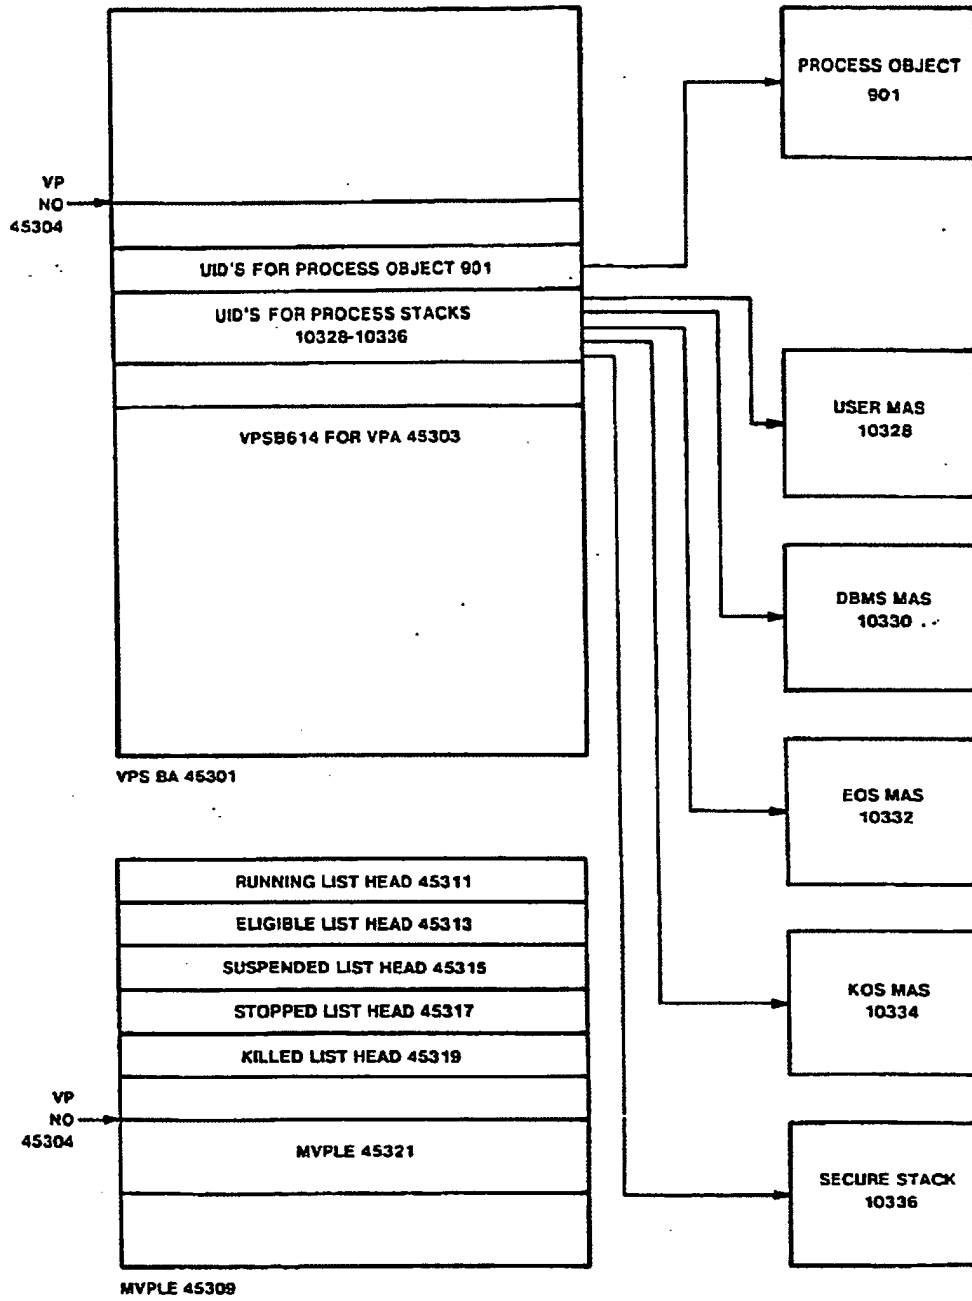 PROCESS OBJECT
901
VP
NO
45304
UID'S FOR PROCESS OBJECT 901
UID'S FOR PROCESS STACKS
10328-10336
VPSB614 FOR VPA 45303
USER MAS
10328
DBMS MAS
10330
EOS MAS
10332
KOS MAS
10334
SECURE STACK
10336
VPS BA 45301
RUNNING LIST HEAD 45311
ELIGIBLE LIST HEAD 45313
SUSPENDED LIST HEAD 45315
STOPPED LIST HEAD 45317
KILLED LIST HEAD 45319
VP
NO
45304
MVPLE 45321
MVPLE 45309